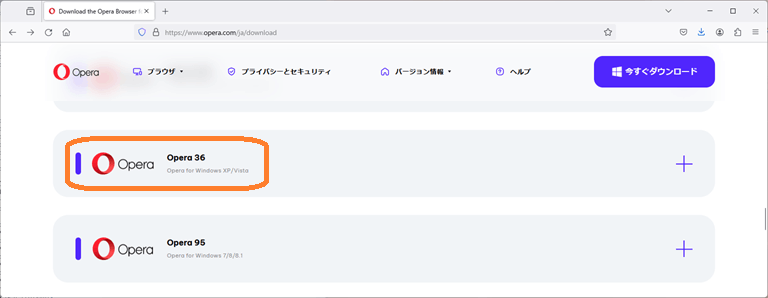 Download the Opera Browser f
https://www.opera.com/ja/download
Opera
ブラウザ
プライバシーとセキュリティ
バージョン情報
ヘルプ
今すぐダウンロード
Opera
Opera 36
Opera for Windows XP/Vista
Opera
Opera 95
Opera for Windows 7/8/8.1